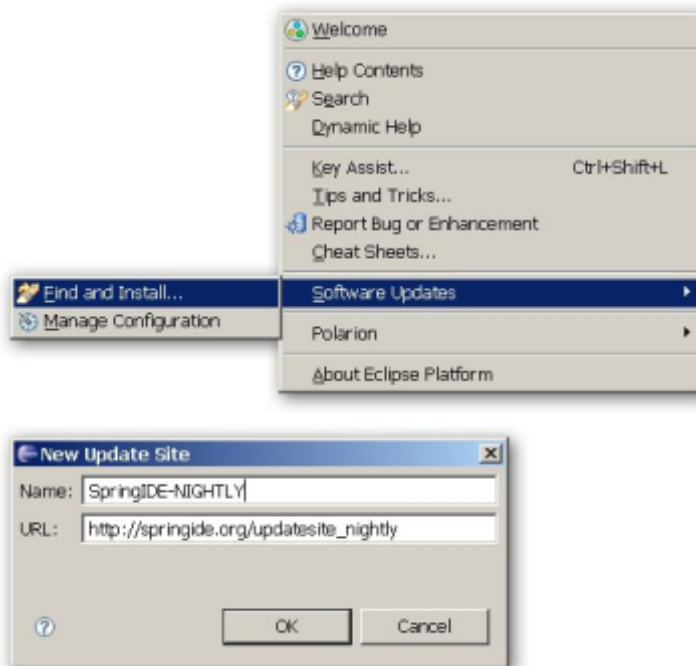 Welcome
Help Contents
Search
Dynamic Help
Key Assist... Ctrl+Shift+L
Tips and Tricks...
Report Bug or Enhancement
Cheat Sheets...
Find and Install... Software Updates
Manage Configuration
Polarion
About Eclipse Platform
New Update Site
Name: SpringIDE-NIGHTLY
URL: http://springide.org/updatesite_nightly
OK Cancel